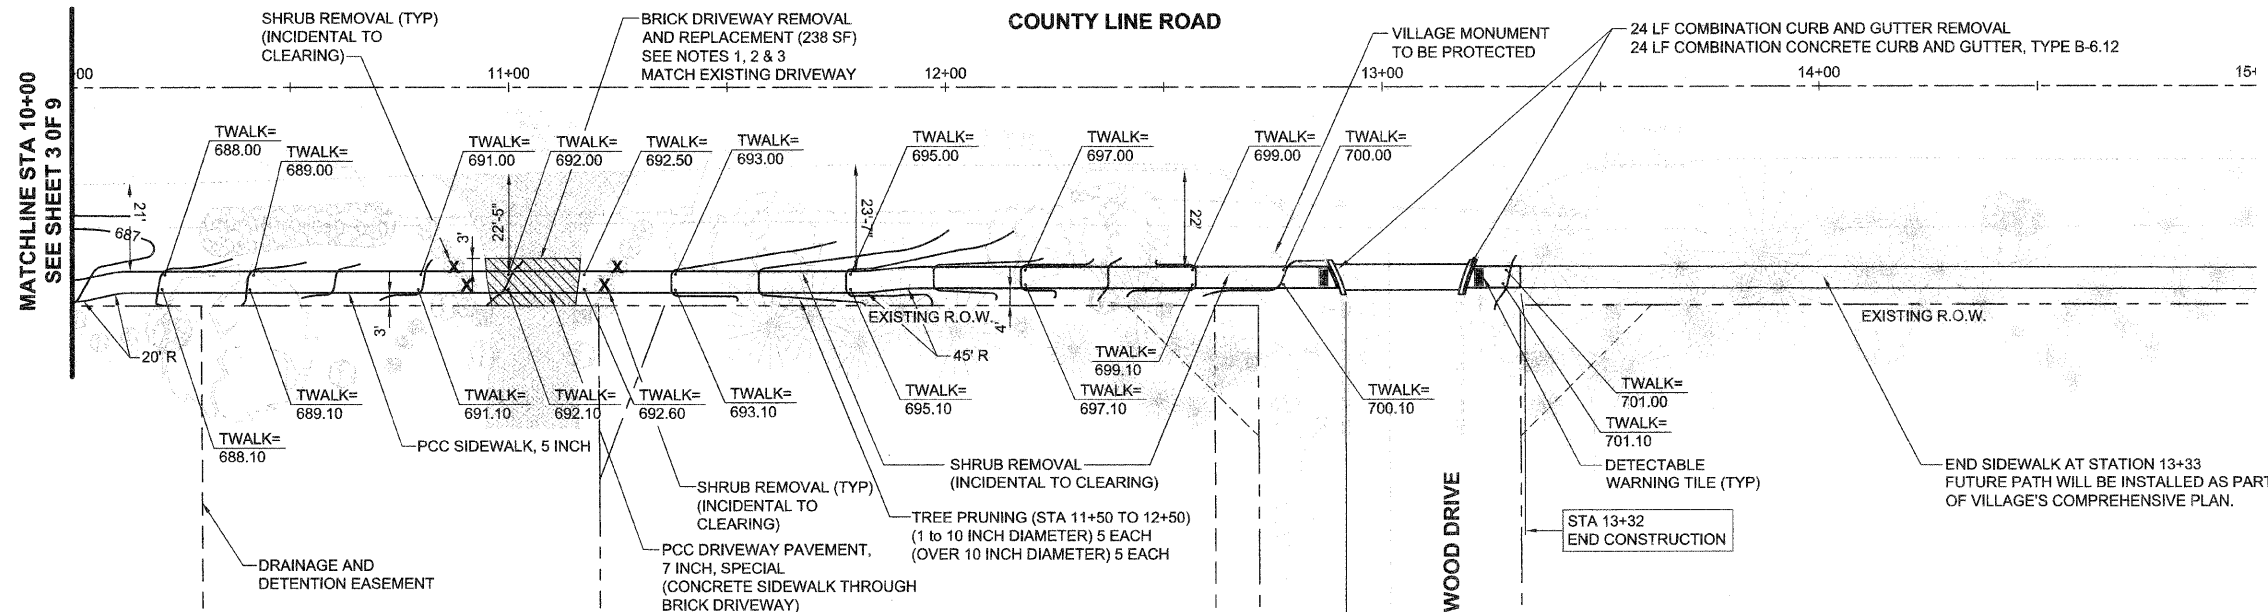 COUNTY LINE ROAD
SHRUB REMOVAL (TYP)
(INCIDENTAL TO
CLEARING)
BRICK DRIVEWAY REMOVAL
AND REPLACEMENT (238 SF)
SEE NOTES 1, 2 & 3
MATCH EXISTING DRIVEWAY
VILLAGE MONUMENT
TO BE PROTECTED
24 LF COMBINATION CURB AND GUTTER REMOVAL
24 LF COMBINATION CONCRETE CURB AND GUTTER, TYPE B-6.12
MATCHLINE STA 10+00
SEE SHEET 3 0F 9
00
11+00
12+00
13+00
14+00
15+
TWALK=
688.00
TWALK=
689.00
TWALK=
691.00
TWALK=
692.00
TWALK=
692.50
TWALK=
693.00
TWALK=
695.00
TWALK=
697.00
TWALK=
699.00
TWALK=
700.00
21'
687
3'
22'-5"
23'-7"
22'
X
X
X
X
3'
4'
20' R
45' R
EXISTING R.O.W.
EXISTING R.O.W.
TWALK=
688.10
TWALK=
689.10
TWALK=
691.10
TWALK=
692.10
TWALK=
692.60
TWALK=
693.10
TWALK=
695.10
TWALK=
697.10
TWALK=
699.10
TWALK=
700.10
TWALK=
701.00
TWALK=
701.10
PCC SIDEWALK, 5 INCH
SHRUB REMOVAL
(INCIDENTAL TO CLEARING)
SHRUB REMOVAL (TYP)
(INCIDENTAL TO
CLEARING)
TREE PRUNING (STA 11+50 TO 12+50)
(1 to 10 INCH DIAMETER) 5 EACH
(OVER 10 INCH DIAMETER) 5 EACH
DETECTABLE
WARNING TILE (TYP)
END SIDEWALK AT STATION 13+33
FUTURE PATH WILL BE INSTALLED AS PART
OF VILLAGE'S COMPREHENSIVE PLAN.
STA 13+32
END CONSTRUCTION
DRAINAGE AND
DETENTION EASEMENT
PCC DRIVEWAY PAVEMENT,
7 INCH, SPECIAL
(CONCRETE SIDEWALK THROUGH
BRICK DRIVEWAY)
WOOD DRIVE